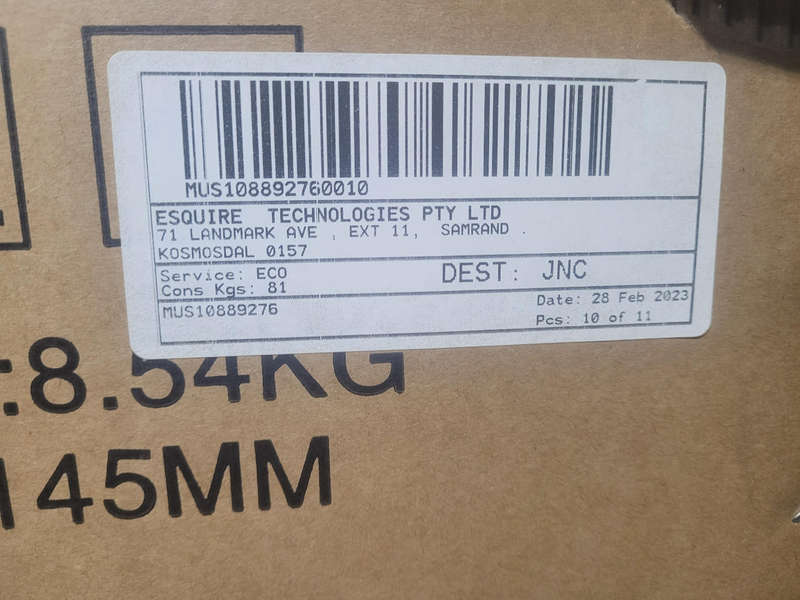 MUS108892760010
ESQUIRE TECHNOLOGIES PTY LTD
71 LANDMARK AVE , EXT 11, SAMRAND .
KOSMOSDAL 0157
Service: ECO DEST: JNC
Cons Kgs: 81
MUS10889276 Date: 28 Feb 2023
Pcs: 10 of 11
:8.54KG
145MM